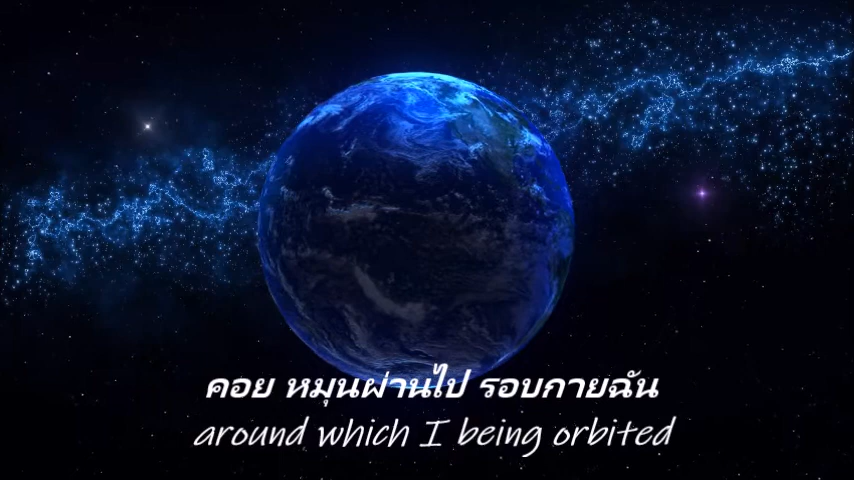 คอย หมุนผ่านไป รอบกายฉัน
around which I being orbited